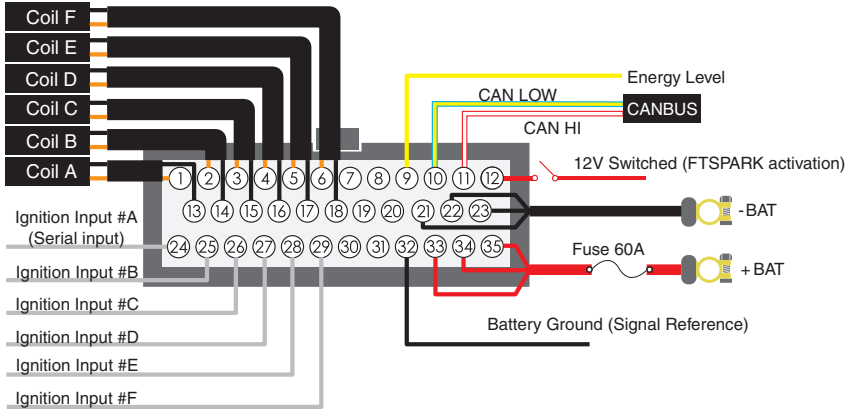 Coil F
Coil E
Coil D
Coil C
Coil B
Coil A
Energy Level
CAN LOW
CANBUS
CAN HI
12V Switched (FTSPARK activation)
1 2 3 4 5 6 7 8 9 10 11 12
13 14 15 16 17 18 19 20 21 22 23
-BAT
24 25 26 27 28 29 30 31 32 33 34 35
Ignition Input #A
(Serial input)
Fuse 60A
+BAT
Ignition Input #B
Ignition Input #C
Battery Ground (Signal Reference)
Ignition Input #D
Ignition Input #E
Ignition Input #F